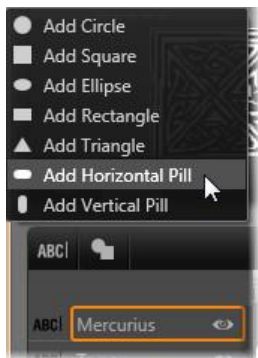 Add Circle
Add Square
Add Ellipse
Add Rectangle
Add Triangle
Add Horizontal Pill
Add Vertical Pill
ABC
ABC Mercurius